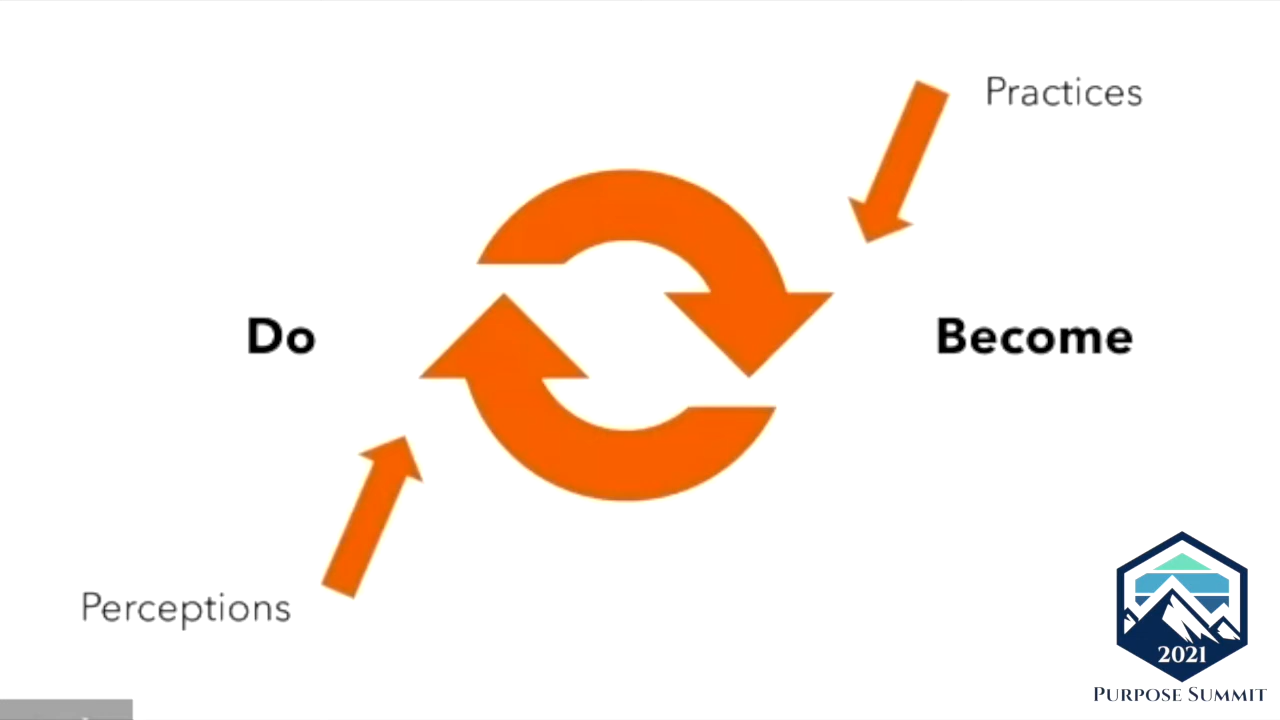 Practices
Do
Become
Perceptions
2021
Purpose Summit